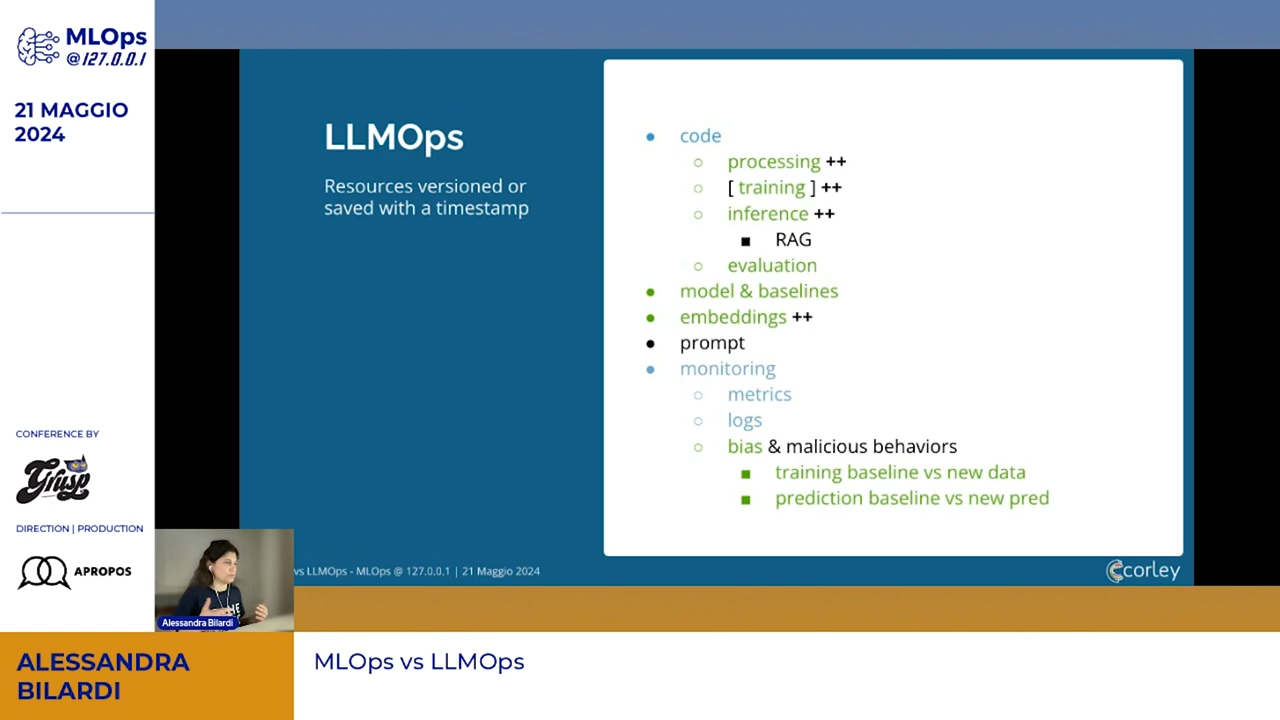 MLOps
@127.0.0.1
21 MAGGIO
2024
CONFERENCE BY
Grusp
DIRECTION | PRODUCTION
APROPOS
LLMOps
Resources versioned or
saved with a timestamp
code
processing ++
[ training ] ++
inference ++
RAG
evaluation
model & baselines
embeddings ++
prompt
monitoring
metrics
logs
bias & malicious behaviors
training baseline vs new data
prediction baseline vs new pred
vs LLMOps - MLOps @ 127.0.0.1 | 21 Maggio 2024
corley
Alessandra Bilardi
ALESSANDRA
BILARDI
MLOps vs LLMOps